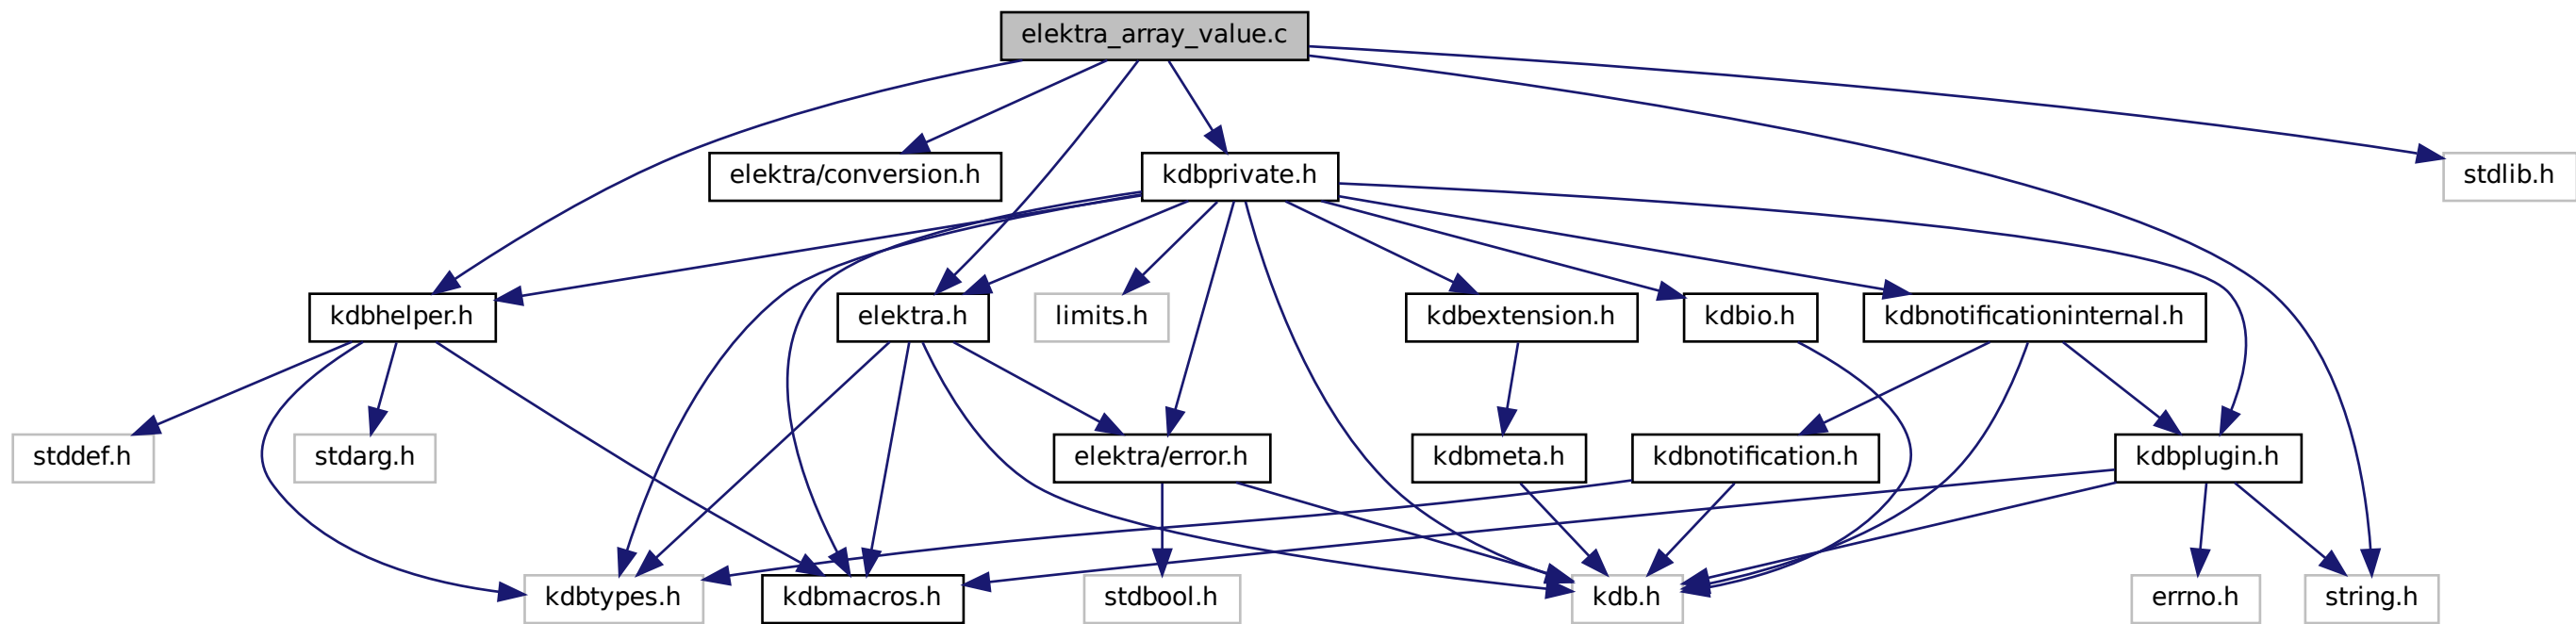 elektra_array_value.c
elektra/conversion.h
kdbprivate.h
stdlib.h
kdbhelper.h
elektra.h
limits.h
kdbextension.h
kdbio.h
kdbnotificationinternal.h
stddef.h
stdarg.h
elektra/error.h
kdbmeta.h
kdbnotification.h
kdbplugin.h
kdbtypes.h
kdbmacros.h
stdbool.h
kdb.h
errno.h
string.h